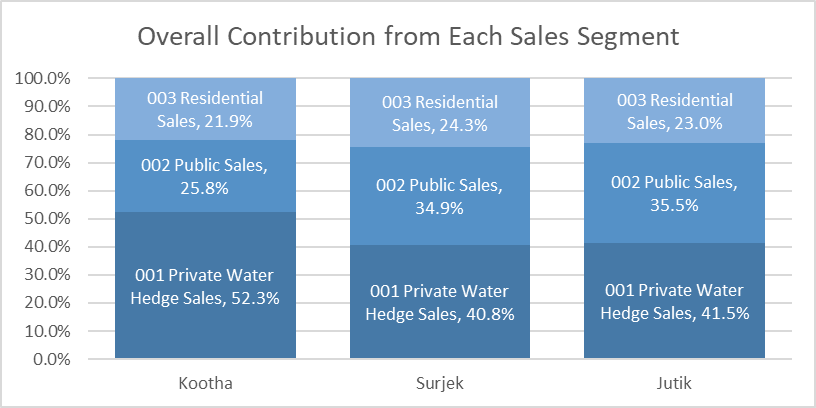 Overall Contribution from Each Sales Segment
100.0%
90.0%
80.0%
70.0%
60.0%
50.0%
40.0%
30.0%
20.0%
10.0%
0.0%
003 Residential
Sales, 21.9%
002 Public Sales,
25.8%
001 Private Water
Hedge Sales, 52.3%
003 Residential
Sales, 24.3%
002 Public Sales,
34.9%
001 Private Water
Hedge Sales, 40.8%
003 Residential
Sales, 23.0%
002 Public Sales,
35.5%
001 Private Water
Hedge Sales, 41.5%
Kootha
Surjek
Jutik